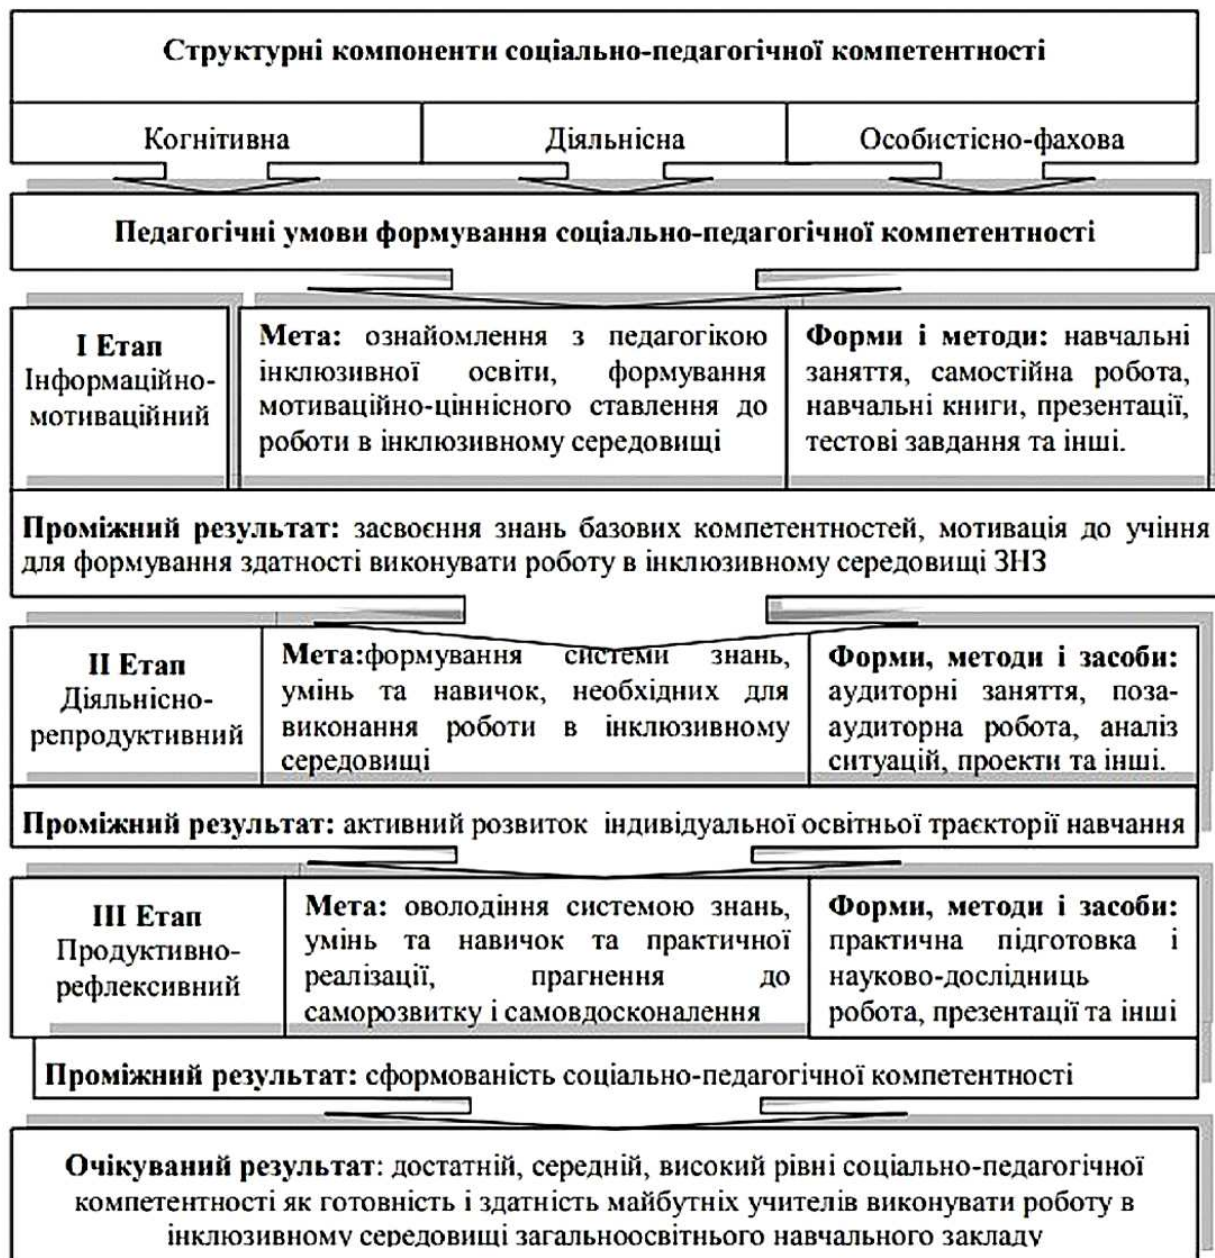 Структурні компоненти соціально-педагогічної компетентності
Когнітивна
Діяльнісна
Особистісно-фахова
Педагогічні умови формування соціально-педагогічної компетентності
І Етап
Інформаційно-
мотиваційний
Мета: ознайомлення з педагогікою
інклюзивної освіти, формування
мотиваційно-ціннісного ставлення до
роботи в інклюзивному середовищі
Форми і методи: навчальні
заняття, самостійна робота,
навчальні книги, презентації,
тестові завдання та інші.
Проміжний результат: засвоєння знань базових компетентностей, мотивація до учіння
для формування здатності виконувати роботу в інклюзивному середовищі ЗНЗ
ІІ Етап
Діяльнісно-
репродуктивний
Мета:формування системи знань,
умінь та навичок, необхідних для
виконання роботи в інклюзивному
середовищі
Форми, методи і засоби:
аудиторні заняття, поза-
аудиторна робота, аналіз
ситуацій, проекти та інші.
Проміжний результат: активний розвиток індивідуальної освітньої траєкторії навчання
ІІІ Етап
Продуктивно-
рефлексивний
Мета: оволодіння системою знань,
умінь та навичок та практичної
реалізації, прагнення до
саморозвитку і самовдосконалення
Форми, методи і засоби:
практична підготовка і
науково-дослідниць
робота, презентації та інші
Проміжний результат: сформованість соціально-педагогічної компетентності
Очікуваний результат: достатній, середній, високий рівні соціально-педагогічної
компетентності як готовність і здатність майбутніх учителів виконувати роботу в
інклюзивному середовищі загальноосвітнього навчального закладу